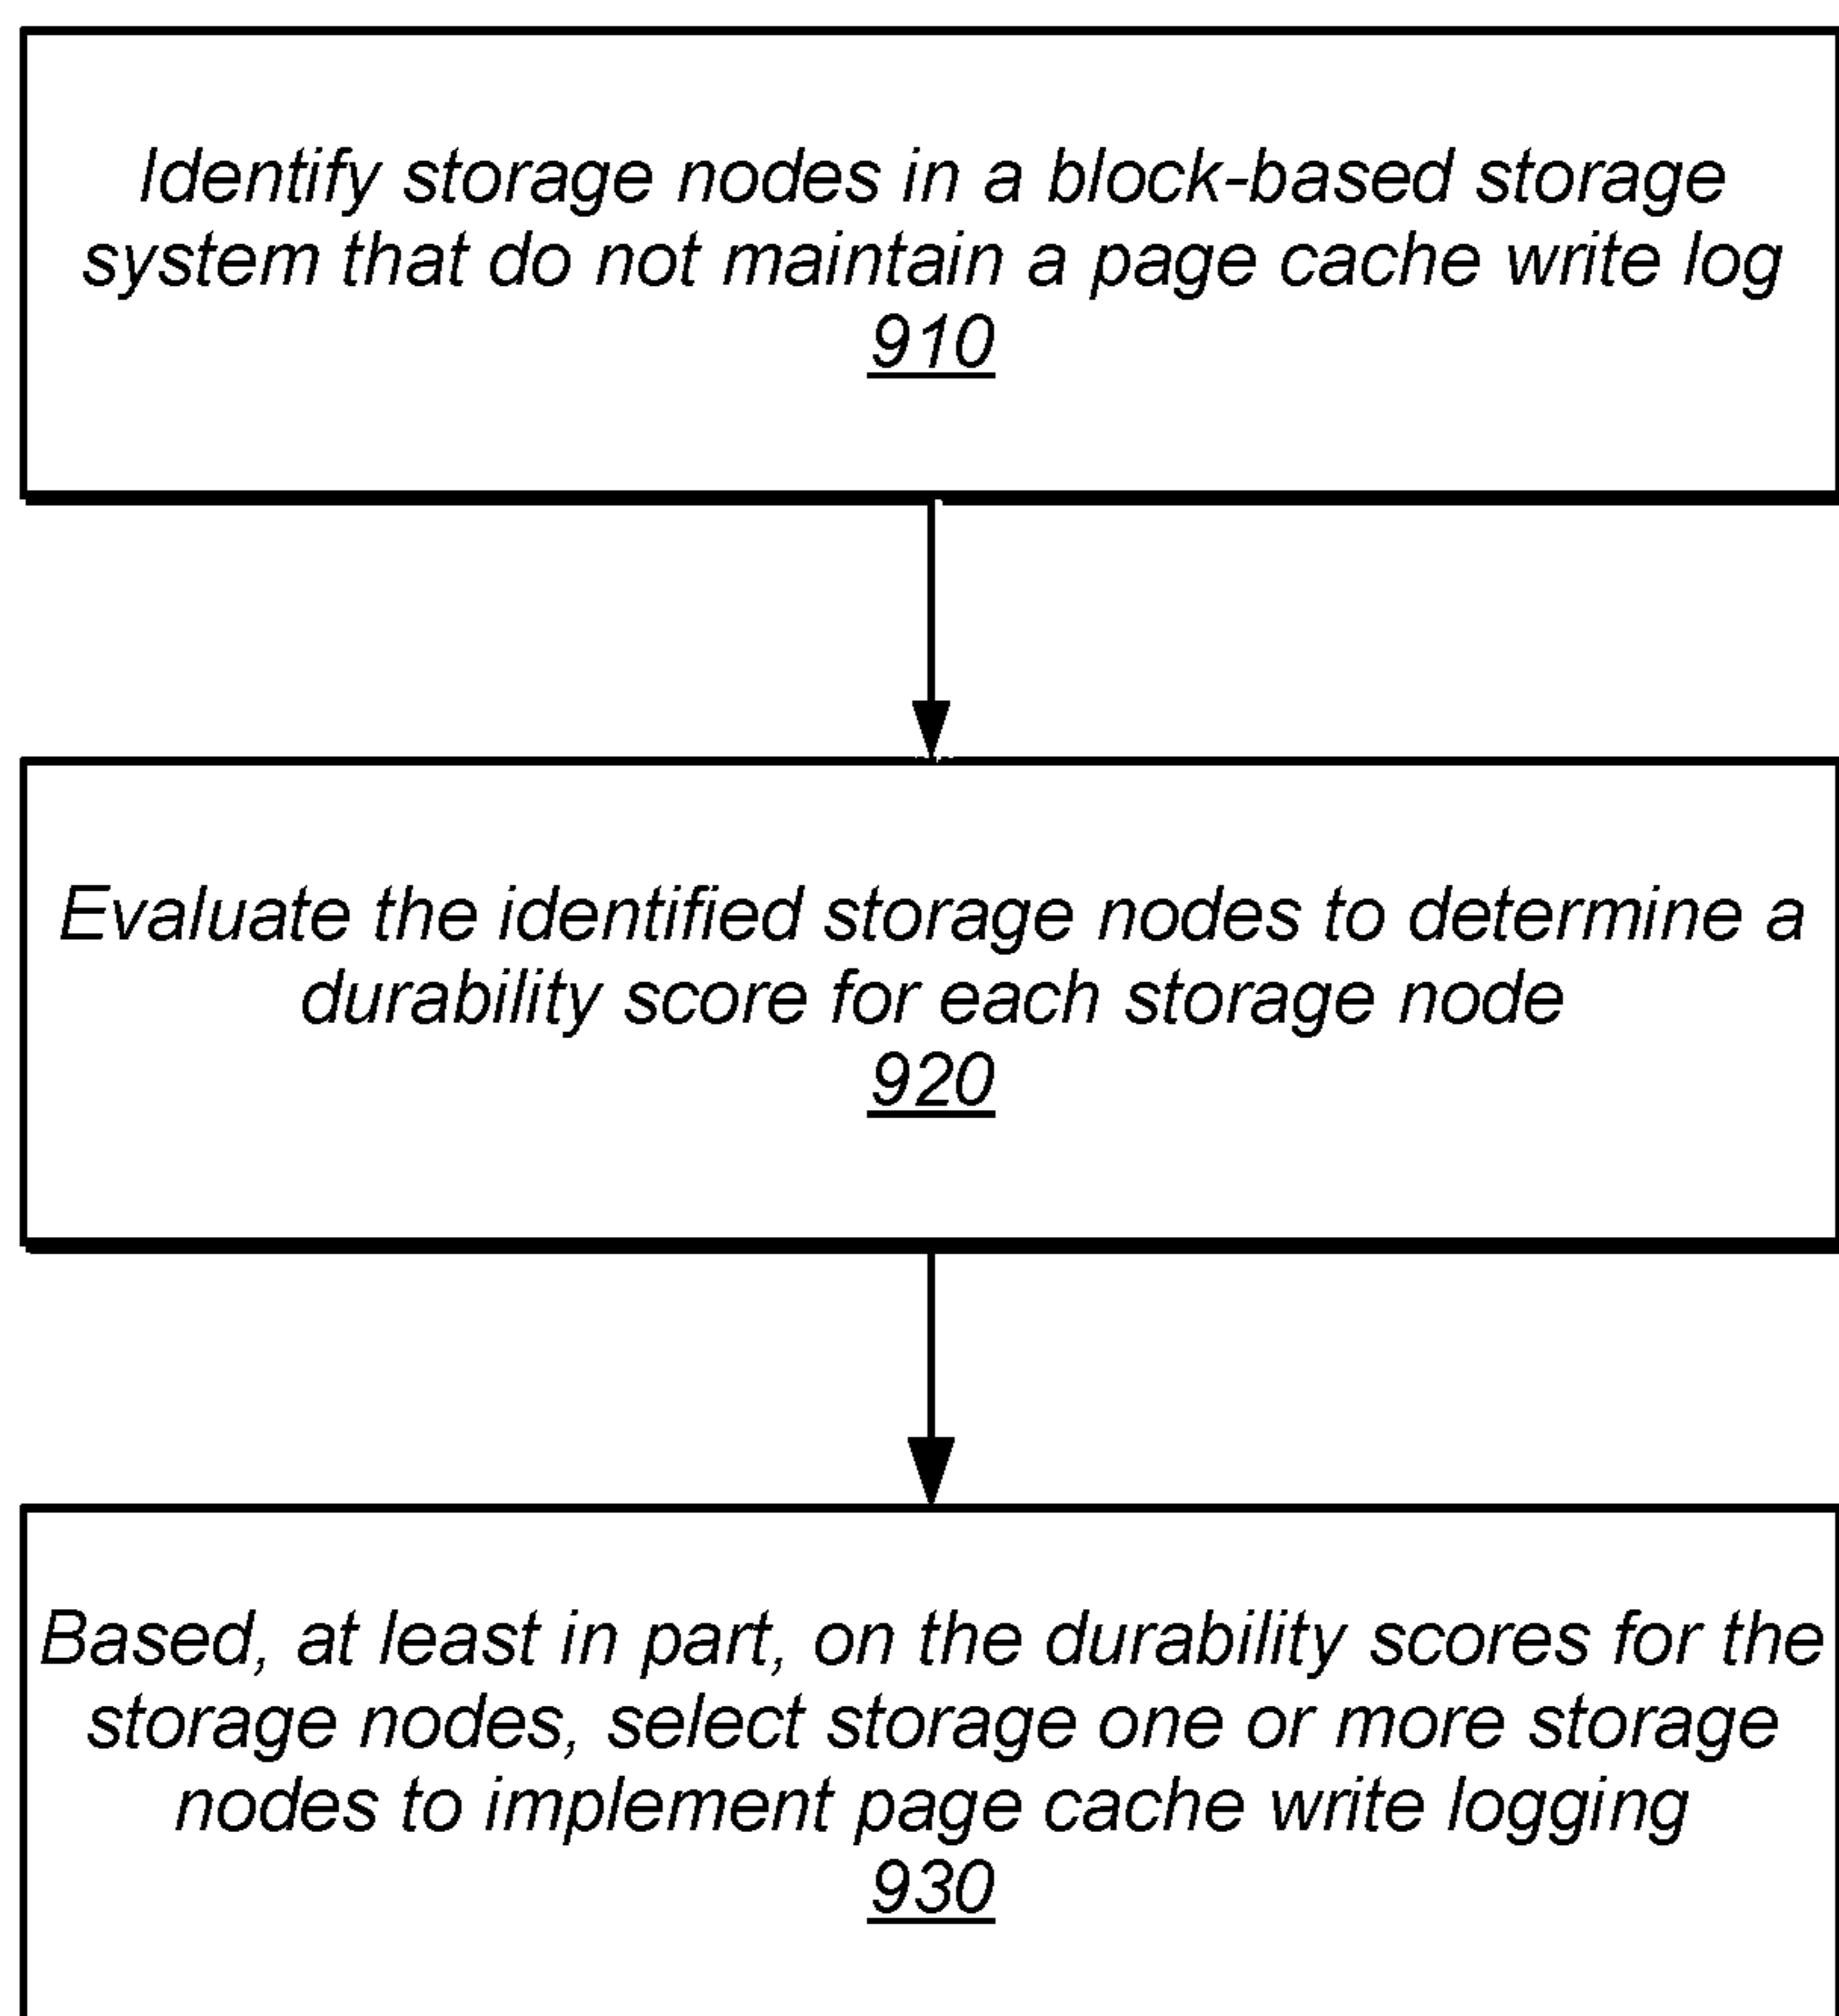 Identify storage nodes in a block-based storage
system that do not maintain a page cache write log
910
Evaluate the identified storage nodes to determine a
durability score for each storage node
920
Based, at least in part, on the durability scores for the
storage nodes, select storage one or more storage
nodes to implement page cache write logging
930